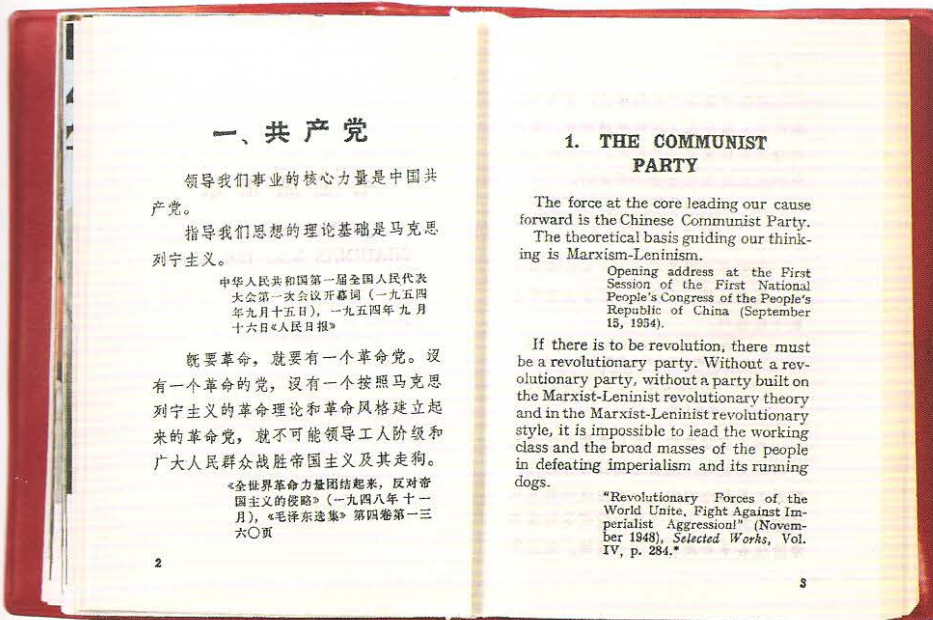 一、共产党
领导我们事业的核心力量是中国共
产党。
指导我们思想的理论基础是马克思
列宁主义。
中华人民共和国第一届全国人民代表
大会第一次会议开幕词（一九五四
年九月十五日），一九五四年九月
十六日《人民日报》
既要革命，就要有一个革命党。没
有一个革命的党，没有一个按照马克思
列宁主义的革命理论和革命风格建立起
来的革命党，就不可能领导工人阶级和
广大人民群众战胜帝国主义及其走狗。
《全世界革命力量团结起来，反对帝
国主义的侵略》（一九四八年十一
月），《毛泽东选集》第四卷第一三
六〇页
2
1. THE COMMUNIST
PARTY
The force at the core leading our cause
forward is the Chinese Communist Party.
The theoretical basis guiding our think-
ing is Marxism-Leninism.
Opening address at the First
Session of the First National
People's Congress of the People's
Republic of China (September
15, 1954).
If there is to be revolution, there must
be a revolutionary party. Without a rev-
olutionary party, without a party built on
the Marxist-Leninist revolutionary theory
and in the Marxist-Leninist revolutionary
style, it is impossible to lead the working
class and the broad masses of the people
in defeating imperialism and its running
dogs.
"Revolutionary Forces of the
World Unite, Fight Against Im-
perialist Aggression!" (Novem-
ber 1948), Selected Works, Vol.
IV, p. 284.*
3